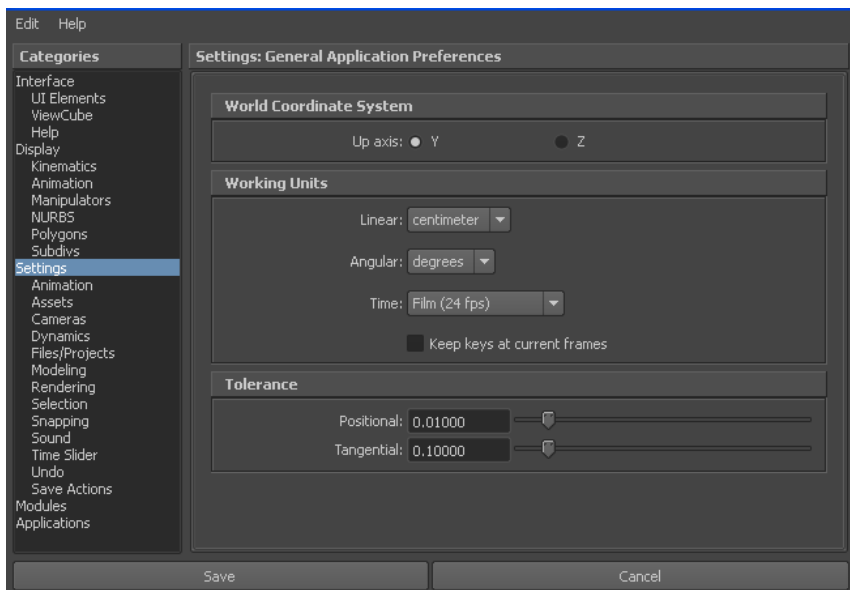 Edit Help
Categories
Interface
UI Elements
ViewCube
Help
Display
Kinematics
Animation
Manipulators
NURBS
Polygons
Subdivs
Settings
Animation
Assets
Cameras
Dynamics
Files/Projects
Modeling
Rendering
Selection
Snapping
Sound
Time Slider
Undo
Save Actions
Modules
Applications
Settings: General Application Preferences
World Coordinate System
Up axis: Y Z
Working Units
Linear: centimeter
Angular: degrees
Time: Film (24 fps)
Keep keys at current frames
Tolerance
Positional: 0.01000
Tangential: 0.10000
Save Cancel